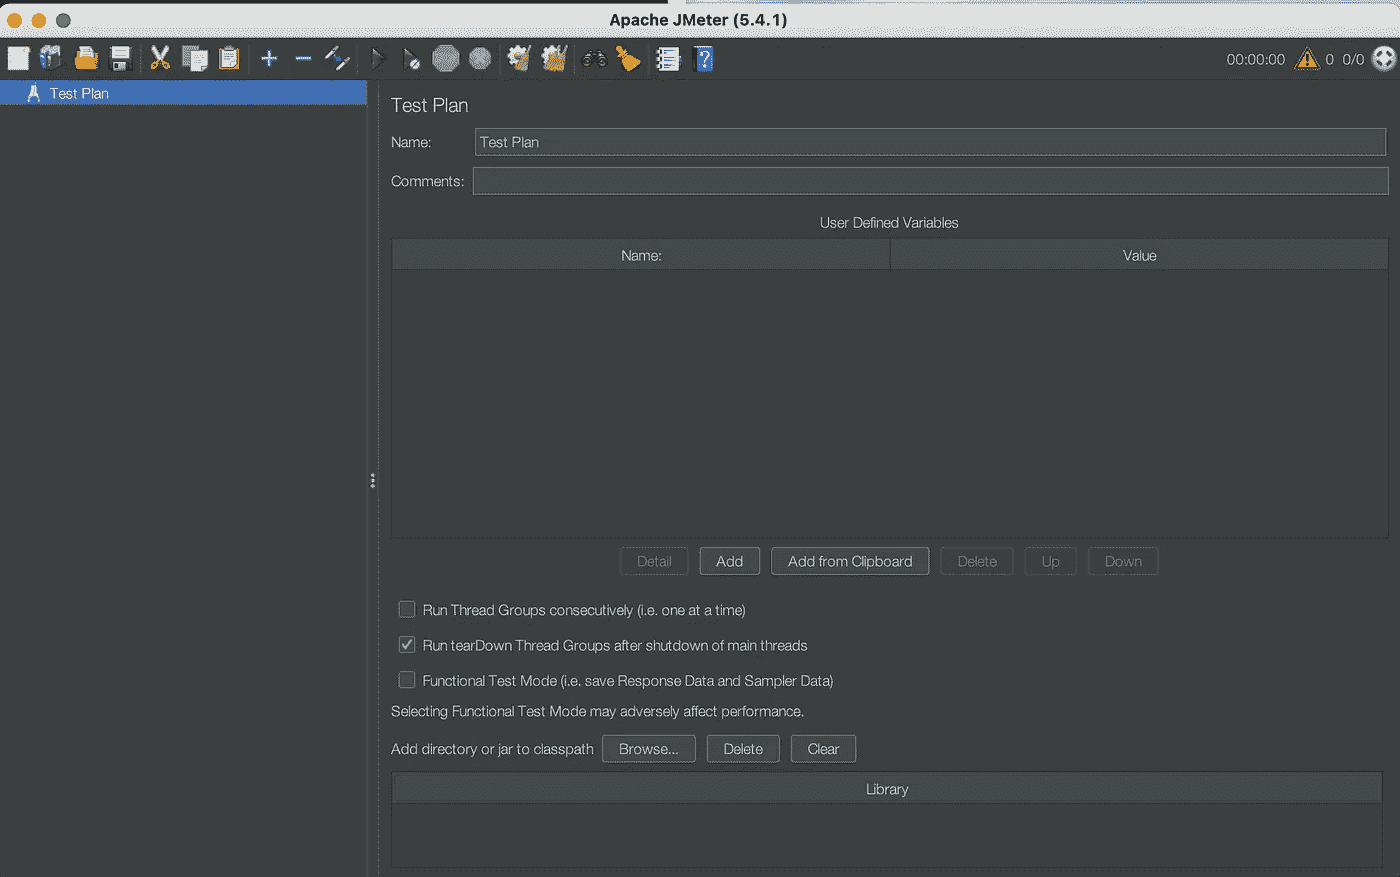 Apache JMeter (5.4.1)
00:00:00 0 0/0
Test Plan
Test Plan
Name: Test Plan
Comments:
User Defined Variables
Name: Value
Detail Add Add from Clipboard Delete Up Down
Run Thread Groups consecutively (i.e. one at a time)
Run tearDown Thread Groups after shutdown of main threads
Functional Test Mode (i.e. save Response Data and Sampler Data)
Selecting Functional Test Mode may adversely affect performance.
Add directory or jar to classpath Browse... Delete Clear
Library